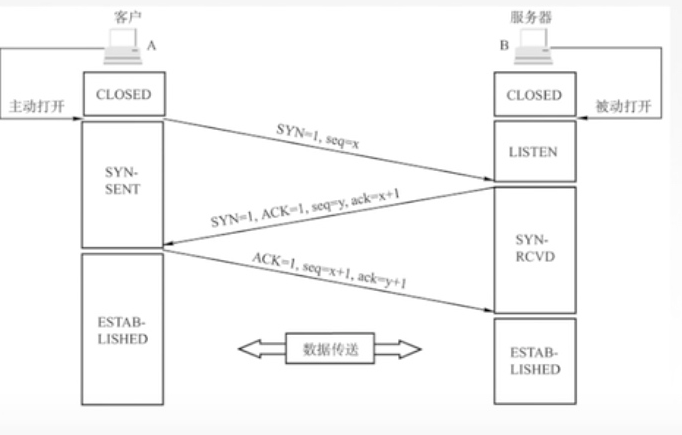 客户
服务器
A
B
主动打开
CLOSED
CLOSED
被动打开
SYN=1, seq=x
SYN-
SENT
LISTEN
SYN=1, ACK=1, seq=y, ack=x+1
SYN-
RCVD
ACK=1, seq=x+1, ack=y+1
ESTAB-
LISHED
数据传送
ESTAB-
LISHED